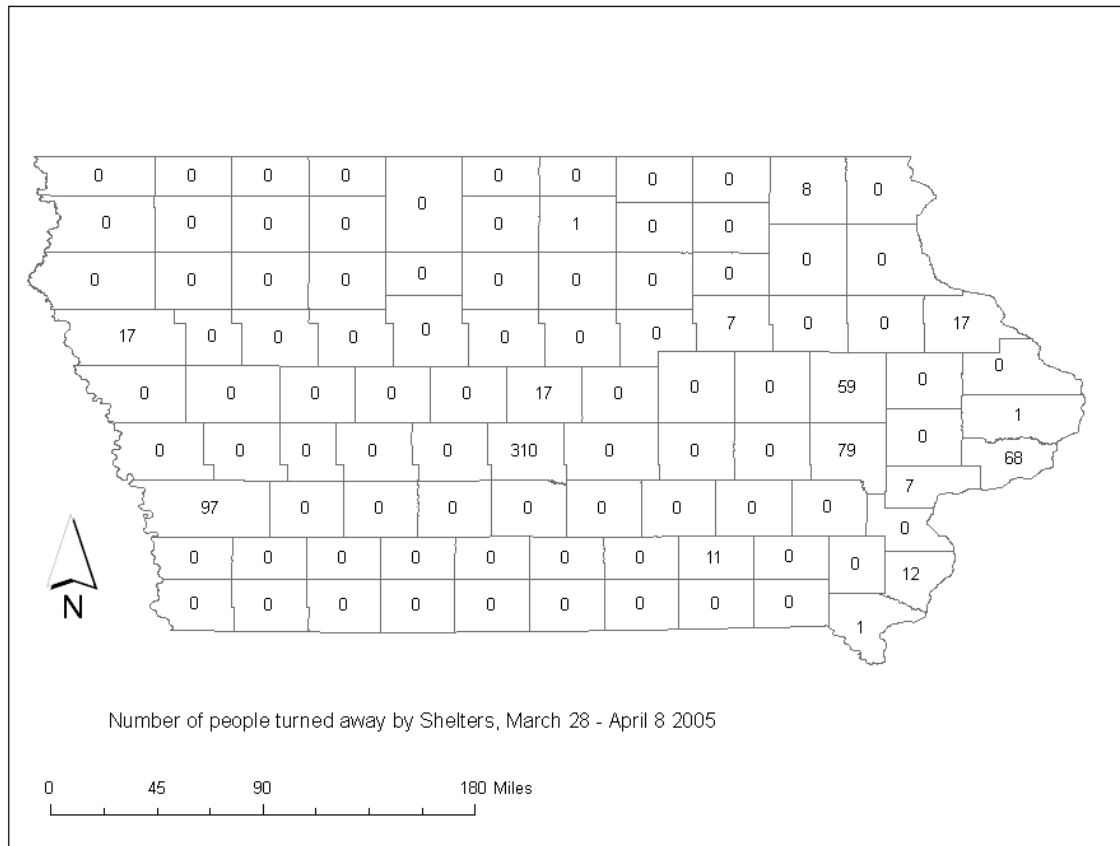 0 0 0 0 0 0 0 0 8 0
0
0 0 0 0 0 1 0 0
0 0
0 0 0 0 0 0 0 0 0
17 0 0 0 0 0 0 0 7 0 0 17
0
0 0 0 0 0 17 0 0 0 59 0
1
0 0 0 0 0 310 0 0 0 79 0 68
7
97 0 0 0 0 0 0 0 0
0
0 0 0 0 0 0 0 11 0 0 12
0 0 0 0 0 0 0 0 0
1
N
Number of people turned away by Shelters, March 28 - April 8 2005
0 45 90 180 Miles